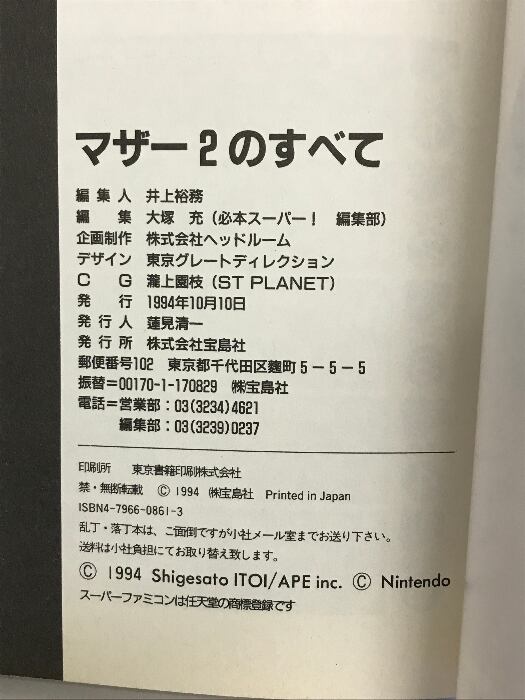 マザー2のすべて
編集人 井上裕務
編集 大塚 充(必本スーパー! 編集部)
企画制作 株式会社ヘッドルーム
デザイン 東京グレートディレクション
CG 瀧上園枝(ST PLANET)
発行 1994年10月10日
発行人 蓮見清一
発行所 株式会社宝島社
郵便番号102 東京都千代田区麴町5-5-5
振替=00170-1-170829 ㈱宝島社
電話=営業部:03(3234)4621
編集部:03(3239)0237
印刷所 東京書籍印刷株式会社
禁・無断転載 © 1994 ㈱宝島社 Printed in Japan
ISBN4-7966-0861-3
乱丁・落丁本は、ご面倒ですが小社メール室までお送り下さい。
送料は小社負担にてお取り替え致します。
© 1994 Shigesato ITOI/APE inc. © Nintendo
スーパーファミコンは任天堂の商標登録です